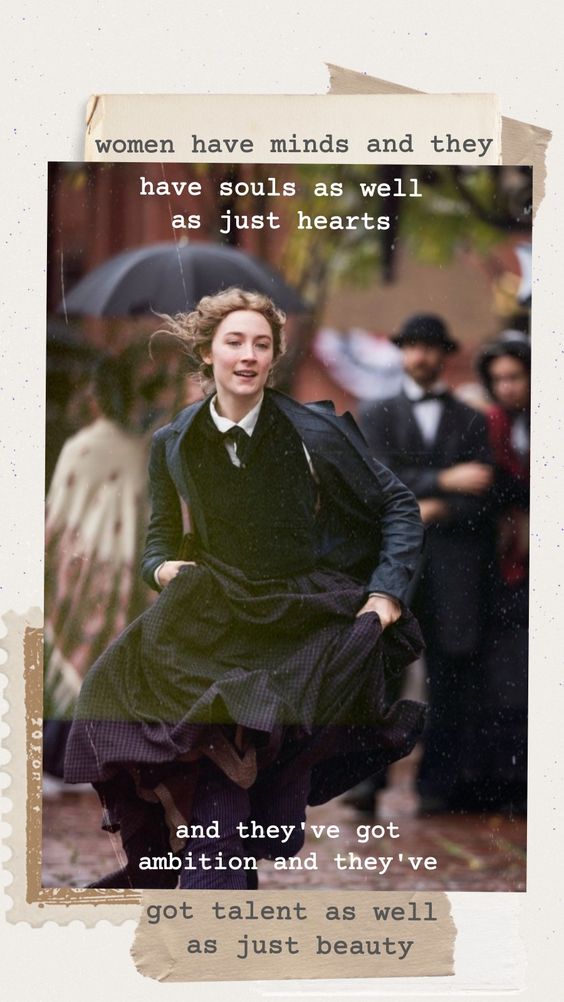 women have minds and they
have souls as well
as just hearts
and they've got
ambition and they've
got talent as well
as just beauty